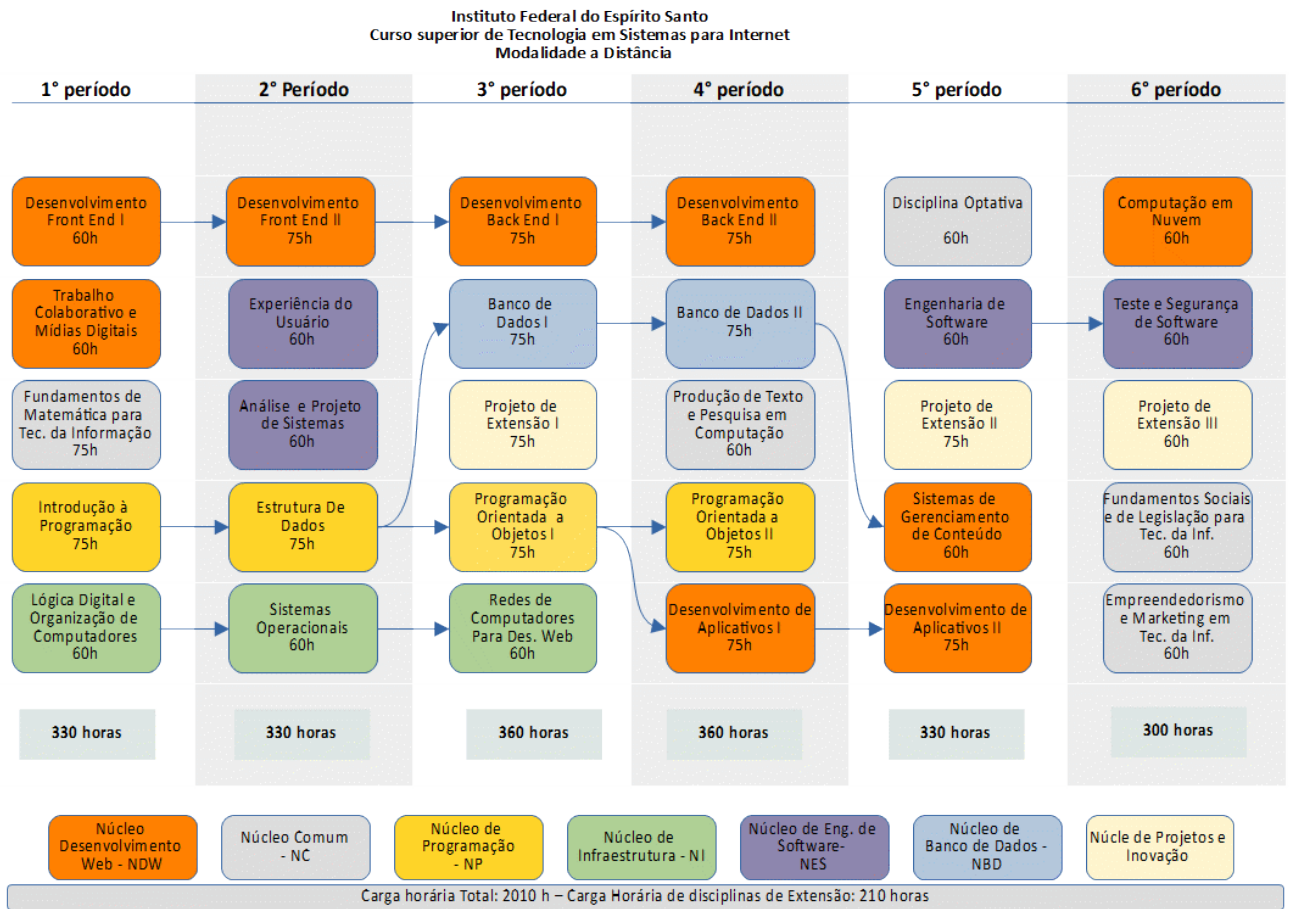 Instituto Federal do Espírito Santo
Curso superior de Tecnologia em Sistemas para Internet
Modalidade a Distância
1° período
2° Período
3° período
4° período
5° período
6° período
Desenvolvimento
Front End I
60h
Desenvolvimento
Front End II
75h
Desenvolvimento
Back End I
75h
Desenvolvimento
Back End II
75h
Disciplina Optativa
60h
Computação em
Nuvem
60h
Trabalho
Colaborativo e
Mídias Digitais
60h
Experiência do
Usuário
60h
Banco de
Dados I
75h
Banco de Dados II
75h
Engenharia de
Software
60h
Teste e Segurança
de Software
60h
Fundamentos de
Matemática para
Tec. da Informação
75h
Análise e Projeto
de Sistemas
60h
Projeto de
Extensão I
75h
Produção de Texto
e Pesquisa em
Computação
60h
Projeto de
Extensão II
75h
Projeto de
Extensão III
60h
Introdução à
Programação
75h
Estrutura De
Dados
75h
Programação
Orientada a
Objetos I
75h
Programação
Orientada a
Objetos II
75h
Sistemas de
Gerenciamento
de Conteúdo
60h
Fundamentos Sociais
e de Legislação para
Tec. da Inf.
60h
Lógica Digital e
Organização de
Computadores
60h
Sistemas
Operacionais
60h
Redes de
Computadores
Para Des. Web
60h
Desenvolvimento de
Aplicativos I
75h
Desenvolvimento de
Aplicativos II
75h
Empreendedorismo
e Marketing em
Tec. da Inf.
60h
330 horas
330 horas
360 horas
360 horas
330 horas
300 horas
Núcleo
Desenvolvimento
Web - NDW
Núcleo Comum
- NC
Núcleo de
Programação
- NP
Núcleo de
Infraestrutura - NI
Núcleo de Eng. de
Software-
NES
Núcleo de
Banco de Dados -
NBD
Núcle de Projetos e
Inovação
Carga horária Total: 2010 h – Carga Horária de disciplinas de Extensão: 210 horas